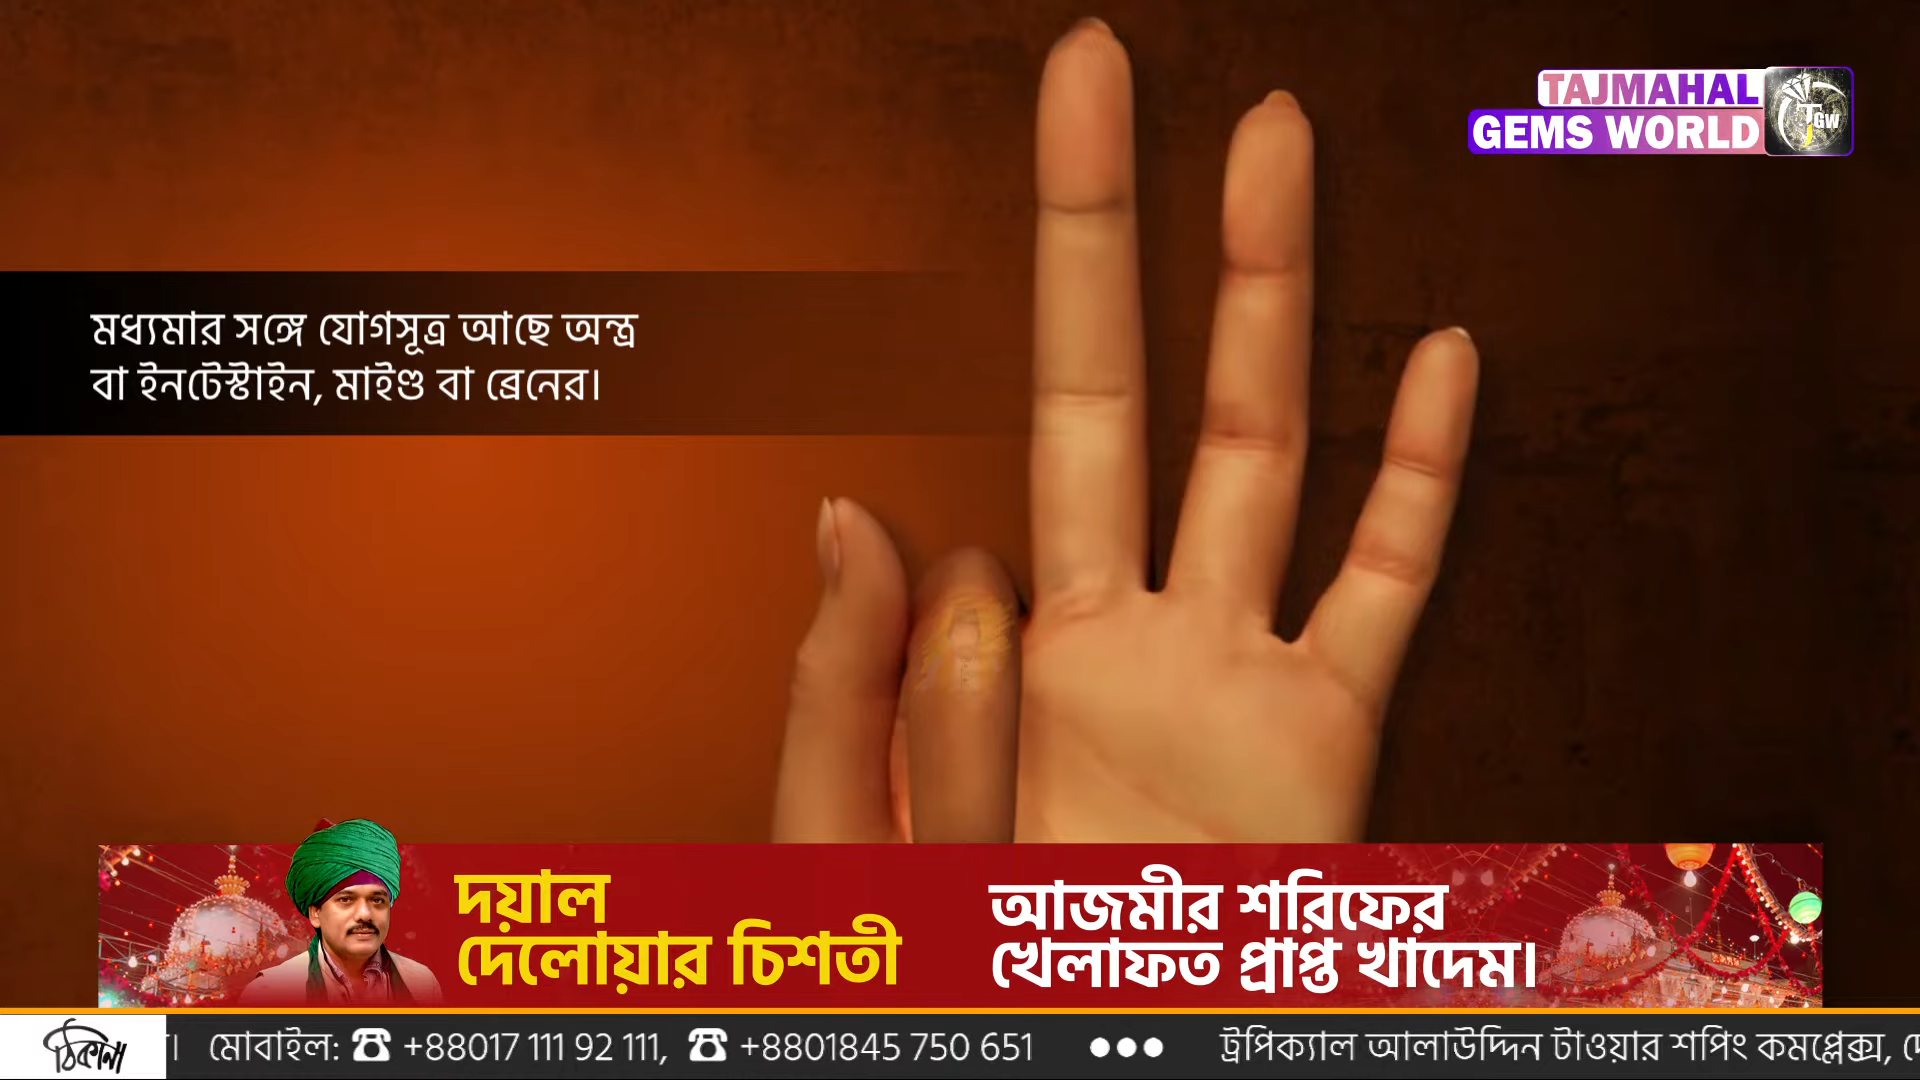 TAJMAHAL
GEMS WORLD
TGW
মধ্যমার সঙ্গে যোগসূত্র আছে অন্ত্র
বা ইনটেস্টাইন, মাইণ্ড বা ব্রেনের।
দয়াল
দেলোয়ার চিশতী
আজমীর শরিফের
খেলাফত প্রাপ্ত খাদেম।
ঠিকানা
। মোবাইল: ☎ +88017 111 92 111, ☎ +8801845 750 651 ●●● ট্রপিক্যাল আলাউদ্দিন টাওয়ার শপিং কমপ্লেক্স,